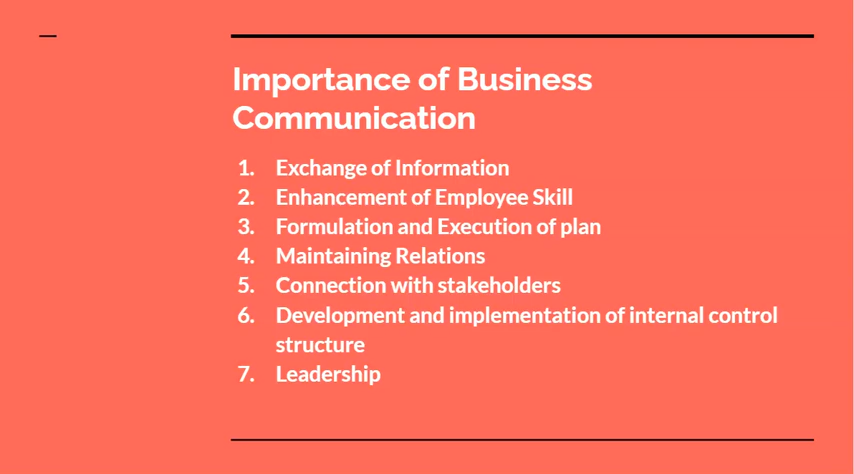 Importance of Business
Communication
1. Exchange of Information
2. Enhancement of Employee Skill
3. Formulation and Execution of plan
4. Maintaining Relations
5. Connection with stakeholders
6. Development and implementation of internal control
structure
7. Leadership